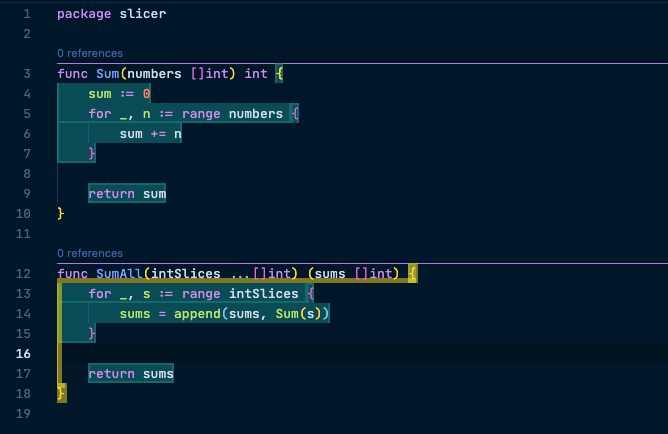 1 package slicer
2
0 references
3 func Sum(numbers []int) int {
4     sum := 0
5     for _, n := range numbers {
6         sum += n
7     }
8
9     return sum
10 }
11
0 references
12 func SumAll(intSlices ...[]int) (sums []int) {
13     for _, s := range intSlices {
14         sums = append(sums, Sum(s))
15     }
16
17     return sums
18 }
19